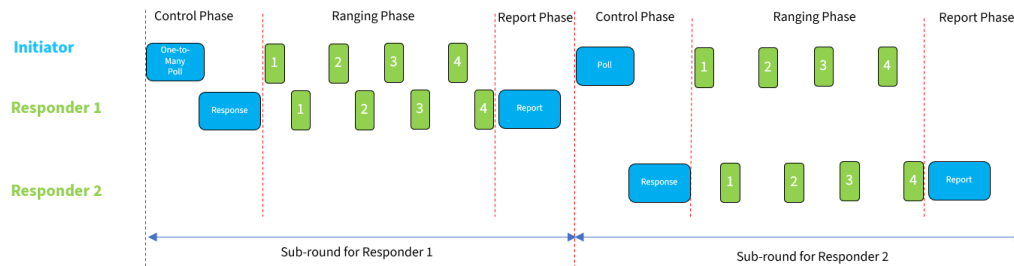 Control Phase
Ranging Phase
Report Phase
Control Phase
Ranging Phase
Report Phase
Initiator
One-to-
Many
Poll
1
2
3
4
Poll
1
2
3
4
Responder 1
Response
1
2
3
4
Report
Responder 2
Response
1
2
3
4
Report
Sub-round for Responder 1
Sub-round for Responder 2